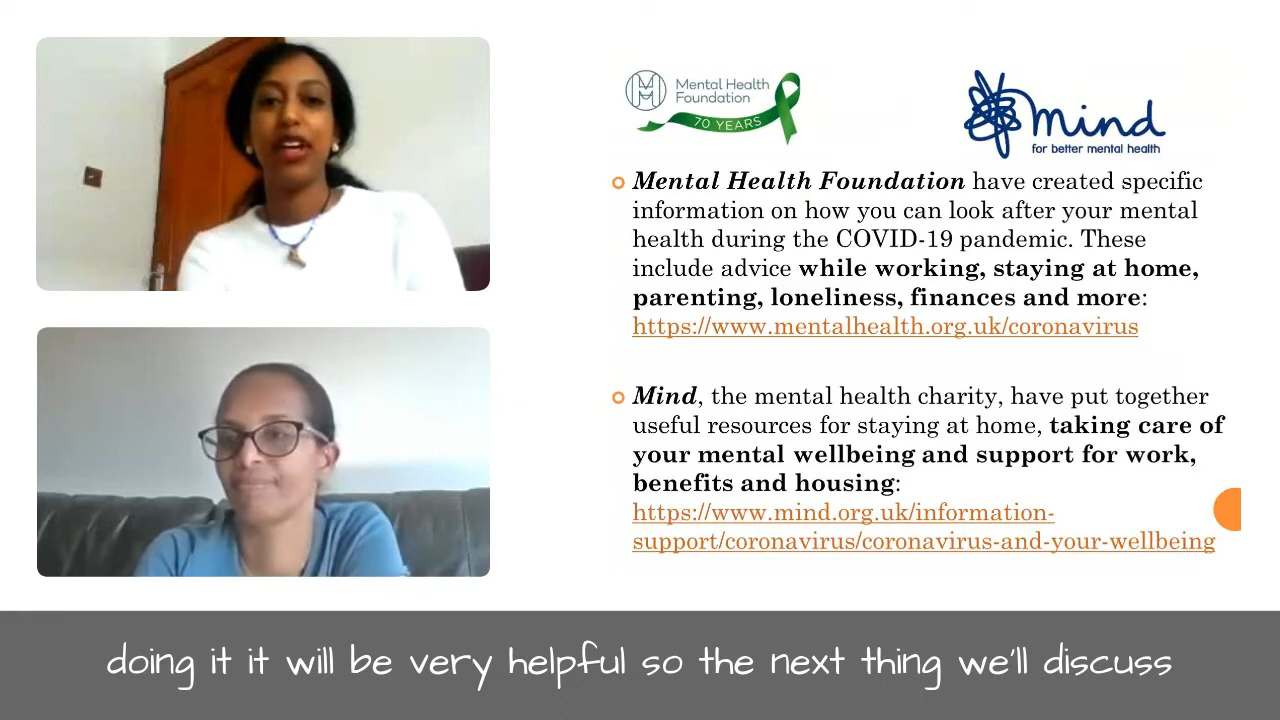 Mental Health
Foundation
70 YEARS
mind
for better mental health
Mental Health Foundation have created specific
information on how you can look after your mental
health during the COVID-19 pandemic. These
include advice while working, staying at home,
parenting, loneliness, finances and more:
https://www.mentalhealth.org.uk/coronavirus
Mind, the mental health charity, have put together
useful resources for staying at home, taking care of
your mental wellbeing and support for work,
benefits and housing:
https://www.mind.org.uk/information-
support/coronavirus/coronavirus-and-your-wellbeing
doing it it will be very helpful so the next thing we'll discuss